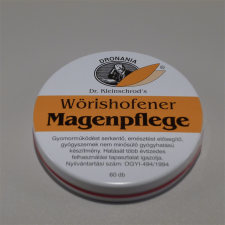 DRONANIA
Dr. Kleinschrod's
Wörishofener
Magenpflege
Gyomorműködést serkentő, emésztést elősegítő,
gyógyszernek nem minősülő gyógyhatású
készítmény. Hatását több évtizedes
felhasználási tapasztalat igazolja.
Nyilvántartási szám: OGYI-494/1994
60 db